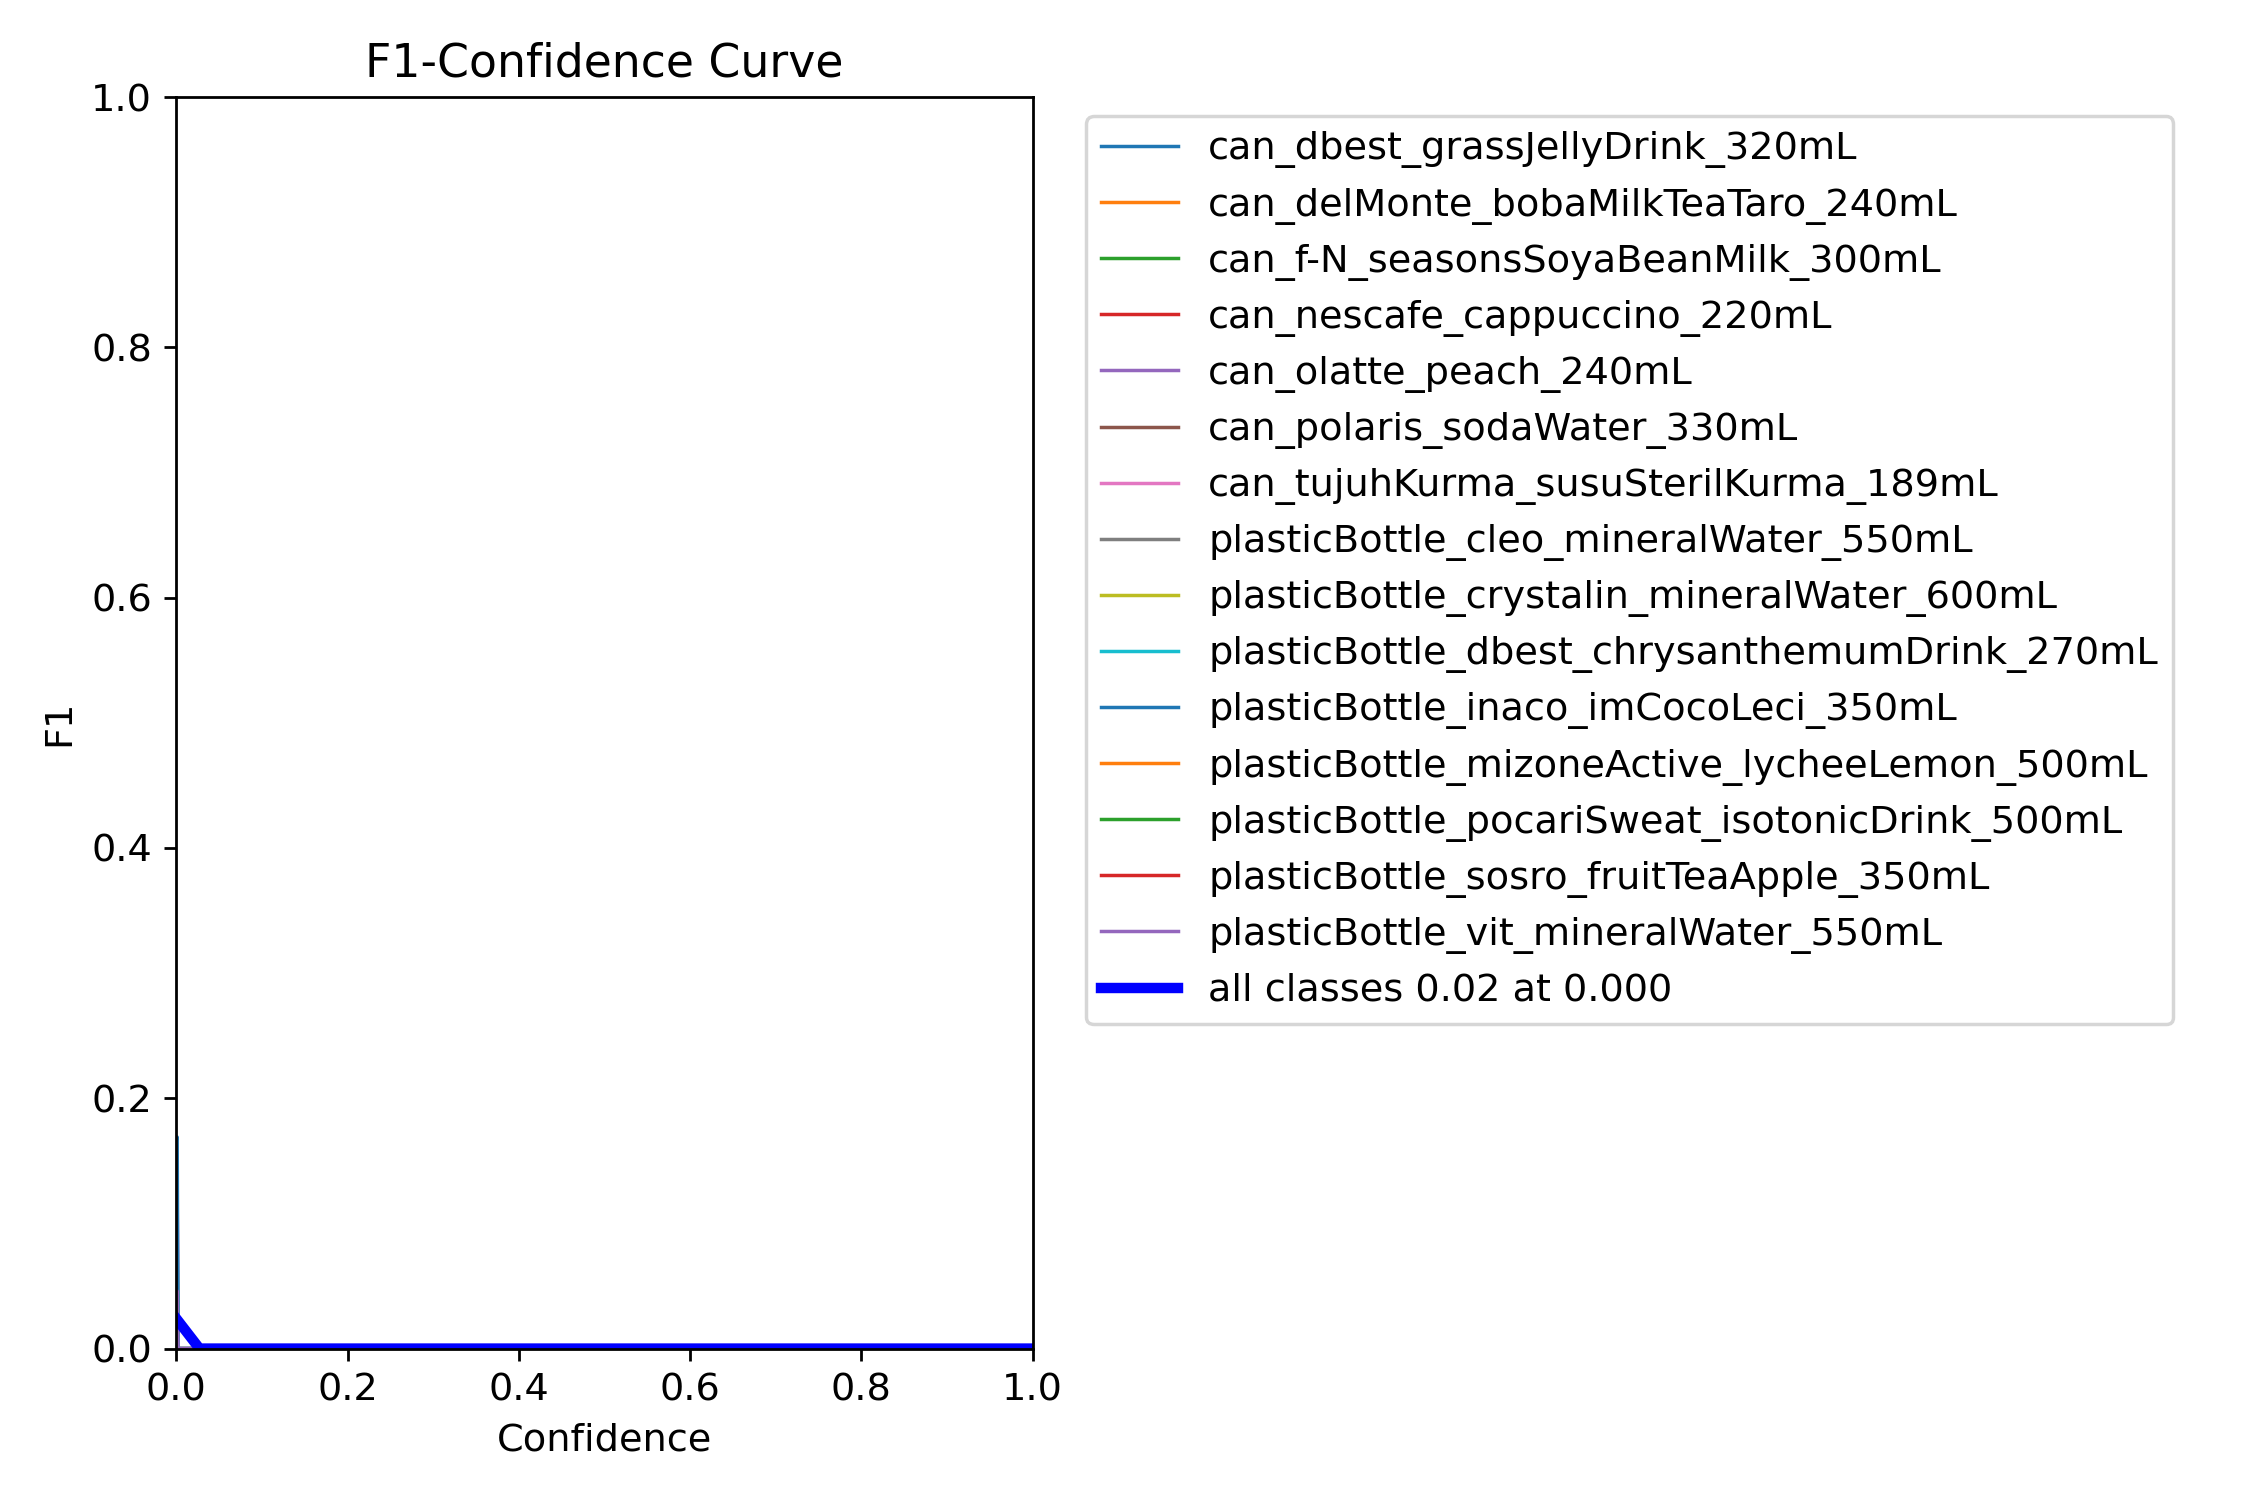 F1-Confidence Curve
1.0
0.8
0.6
0.4
0.2
0.0
F1
0.0 0.2 0.4 0.6 0.8 1.0
Confidence
can_dbest_grassJellyDrink_320mL
can_delMonte_bobaMilkTeaTaro_240mL
can_f-N_seasonsSoyaBeanMilk_300mL
can_nescafe_cappuccino_220mL
can_olatte_peach_240mL
can_polaris_sodaWater_330mL
can_tujuhKurma_susuSterilKurma_189mL
plasticBottle_cleo_mineralWater_550mL
plasticBottle_crystalin_mineralWater_600mL
plasticBottle_dbest_chrysanthemumDrink_270mL
plasticBottle_inaco_imCocoLeci_350mL
plasticBottle_mizoneActive_lycheeLemon_500mL
plasticBottle_pocariSweat_isotonicDrink_500mL
plasticBottle_sosro_fruitTeaApple_350mL
plasticBottle_vit_mineralWater_550mL
all classes 0.02 at 0.000